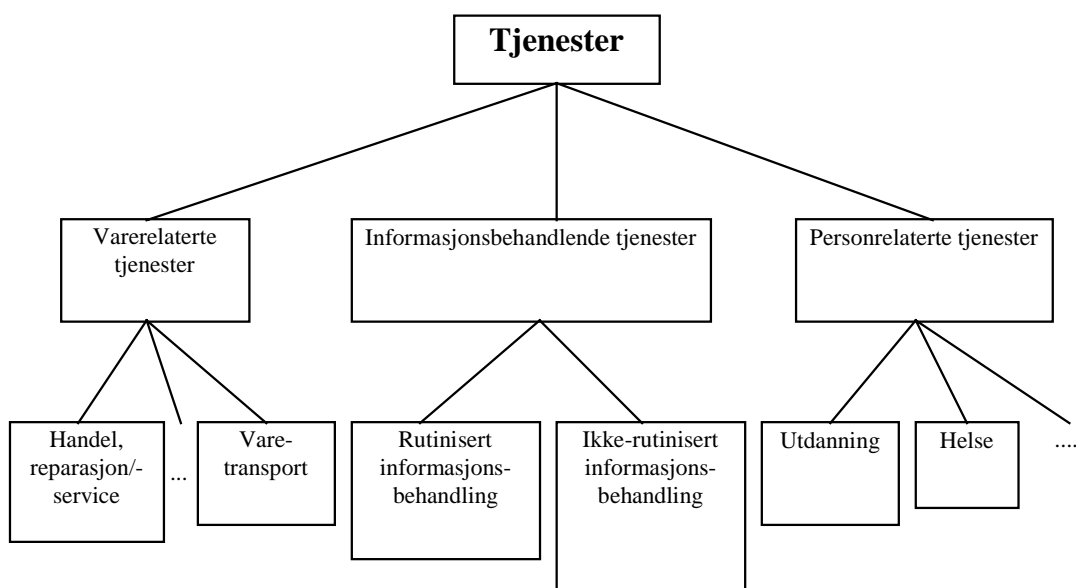 Tjenester
Varerelaterte
tjenester
Informasjonsbehandlende tjenester
Personrelaterte tjenester
Handel,
reparasjon/-
service
...
Vare-
transport
Rutinisert
informasjons-
behandling
Ikke-rutinisert
informasjons-
behandling
Utdanning
Helse
....